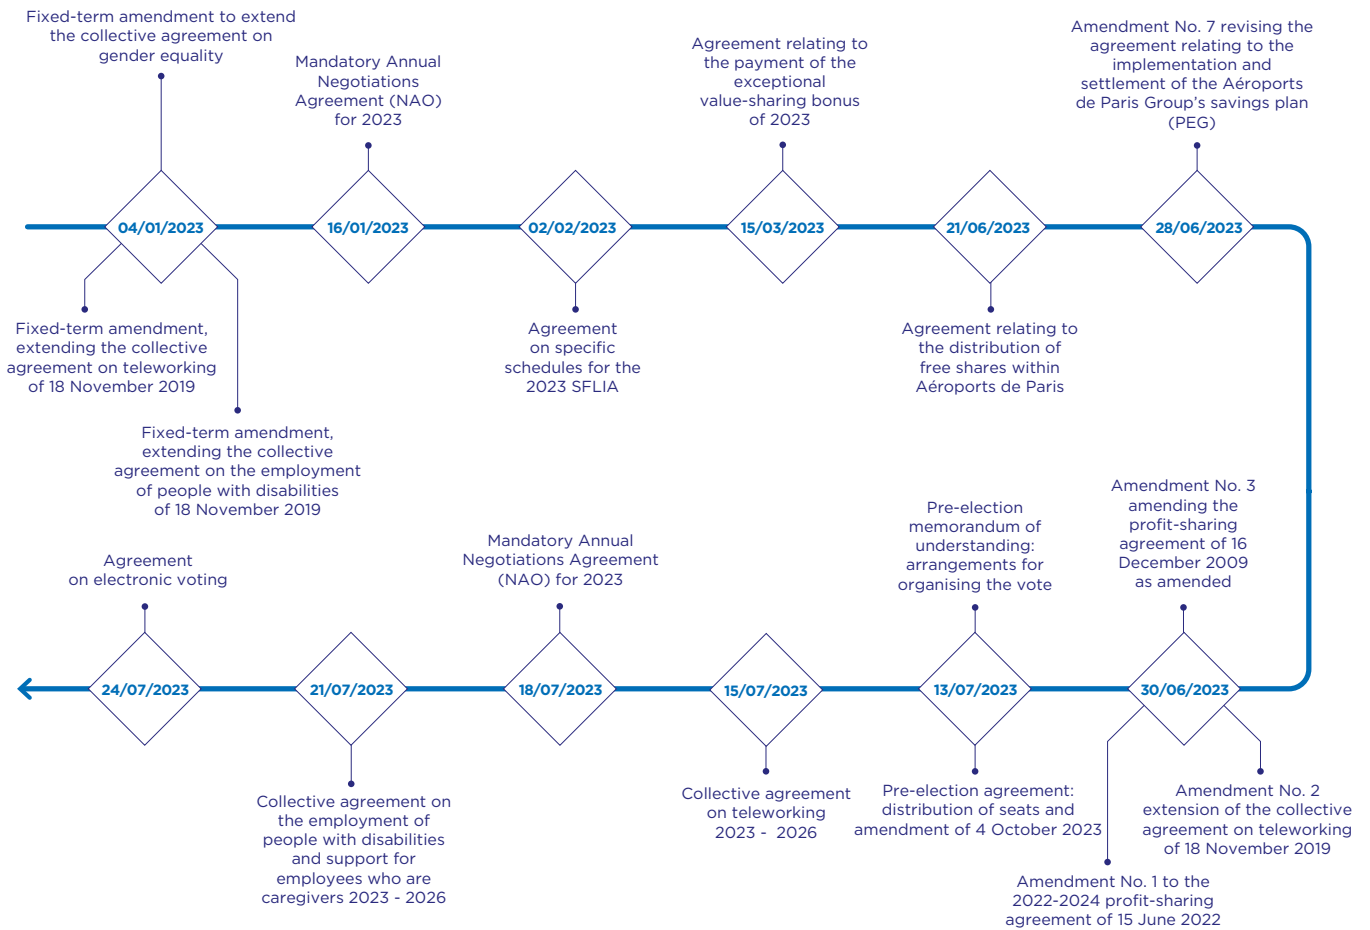 Fixed-term amendment to extend
the collective agreement on
gender equality
04/01/2023
Fixed-term amendment,
extending the collective
agreement on teleworking
of 18 November 2019
Fixed-term amendment,
extending the collective
agreement on the employment
of people with disabilities
of 18 November 2019
Mandatory Annual
Negotiations
Agreement (NAO)
for 2023
16/01/2023
02/02/2023
Agreement
on specific
schedules for the
2023 SFLIA
Agreement relating to
the payment of the
exceptional
value-sharing bonus
of 2023
15/03/2023
21/06/2023
Agreement relating to
the distribution of
free shares within
Aéroports de Paris
Amendment No. 7 revising the
agreement relating to the
implementation and
settlement of the Aéroports
de Paris Group's savings plan
(PEG)
28/06/2023
Amendment No. 3
amending the
profit-sharing
agreement of 16
December 2009
as amended
30/06/2023
Amendment No. 1 to the
2022-2024 profit-sharing
agreement of 15 June 2022
Amendment No. 2
extension of the collective
agreement on teleworking
of 18 November 2019
Pre-election
memorandum of
understanding:
arrangements for
organising the vote
13/07/2023
Pre-election agreement:
distribution of seats and
amendment of 4 October 2023
15/07/2023
Collective agreement
on teleworking
2023 - 2026
Mandatory Annual
Negotiations Agreement
(NAO) for 2023
18/07/2023
21/07/2023
Collective agreement on
the employment of
people with disabilities
and support for
employees who are
caregivers 2023 - 2026
Agreement
on electronic voting
24/07/2023